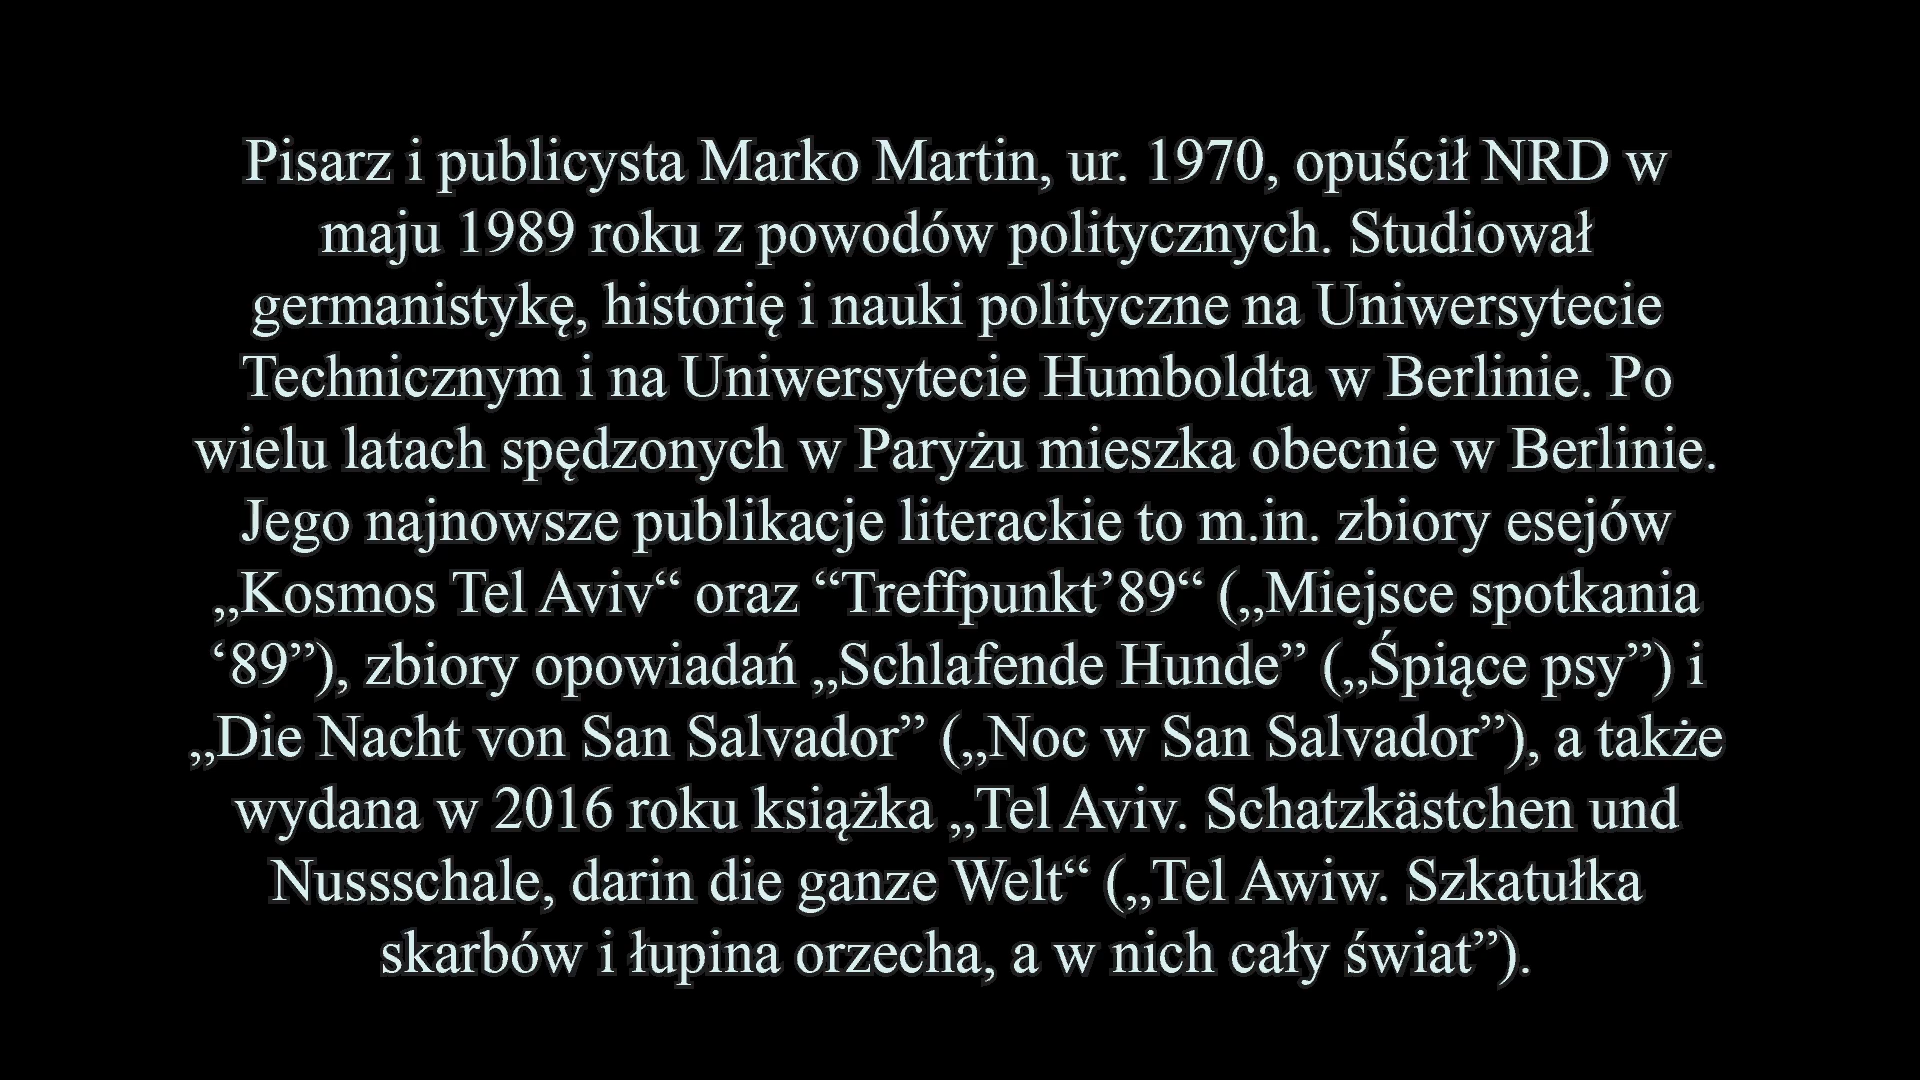 Pisarz i publicysta Marko Martin, ur. 1970, opuścił NRD w
maju 1989 roku z powodów politycznych. Studiował
germanistykę, historię i nauki polityczne na Uniwersytecie
Technicznym i na Uniwersytecie Humboldta w Berlinie. Po
wielu latach spędzonych w Paryżu mieszka obecnie w Berlinie.
Jego najnowsze publikacje literackie to m.in. zbiory esejów
„Kosmos Tel Aviv“ oraz “Treffpunkt’89“ („Miejsce spotkania
‘89”), zbiory opowiadań „Schlafende Hunde” („Śpiące psy”) i
„Die Nacht von San Salvador” („Noc w San Salvador”), a także
wydana w 2016 roku książka „Tel Aviv. Schatzkästchen und
Nussschale, darin die ganze Welt“ („Tel Awiw. Szkatułka
skarbów i łupina orzecha, a w nich cały świat”).